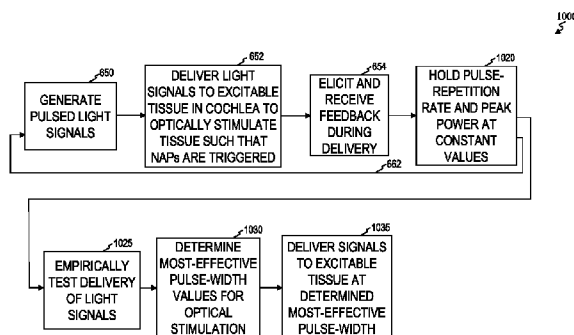 1000
650
GENERATE
PULSED LIGHT
SIGNALS
652
DELIVER LIGHT
SIGNALS TO EXCITABLE
TISSUE IN COCHLEA TO
OPTICALLY STIMULATE
TISSUE SUCH THAT
NAPs ARE TRIGGERED
654
ELICIT AND
RECEIVE
FEEDBACK
DURING
DELIVERY
1020
HOLD PULSE-
REPETITION
RATE AND PEAK
POWER AT
CONSTANT
VALUES
662
1025
EMPIRICALLY
TEST DELIVERY
OF LIGHT
SIGNALS
1030
DETERMINE
MOST-EFFECTIVE
PULSE-WIDTH
VALUES FOR
OPTICAL
STIMULATION
1035
DELIVER SIGNALS
TO EXCITABLE
TISSUE AT
DETERMINED
MOST-EFFECTIVE
PULSE-WIDTH